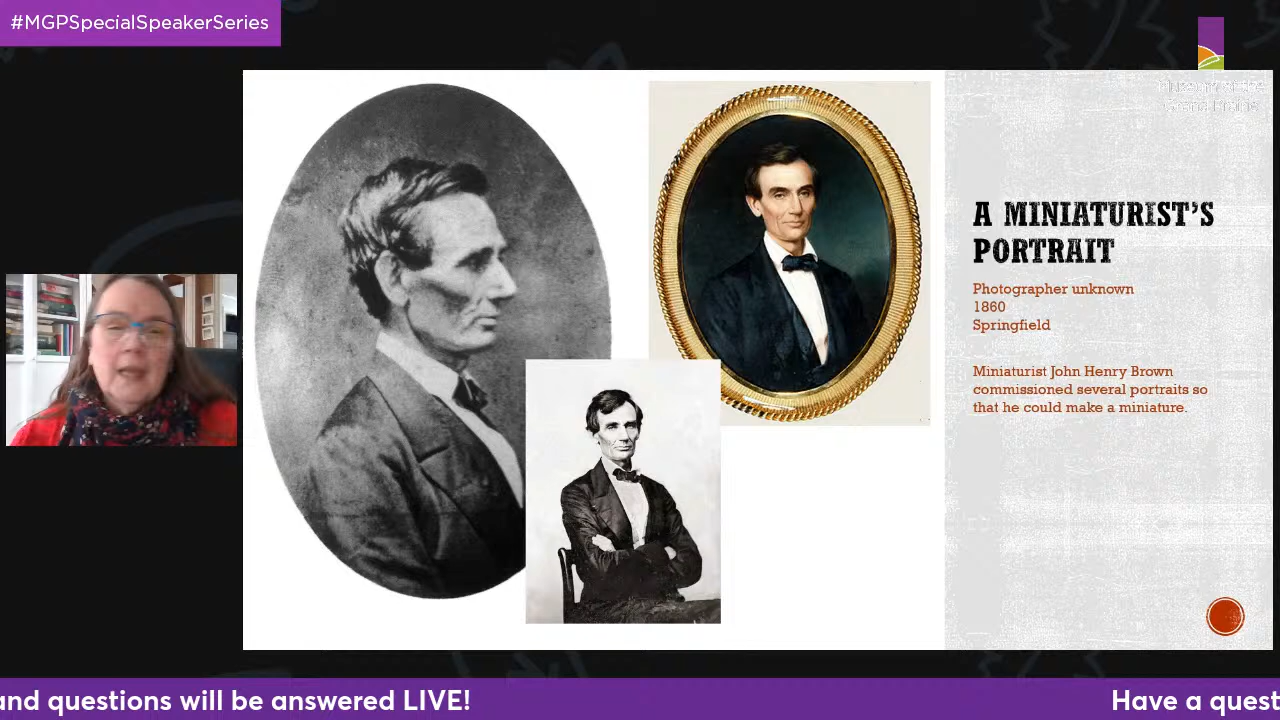 #MGPSpecialSpeakerSeries
A MINIATURIST'S
PORTRAIT
Photographer unknown
1860
Springfield
Miniaturist John Henry Brown
commissioned several portraits so
that he could make a miniature.
and questions will be answered LIVE!
Have a quest